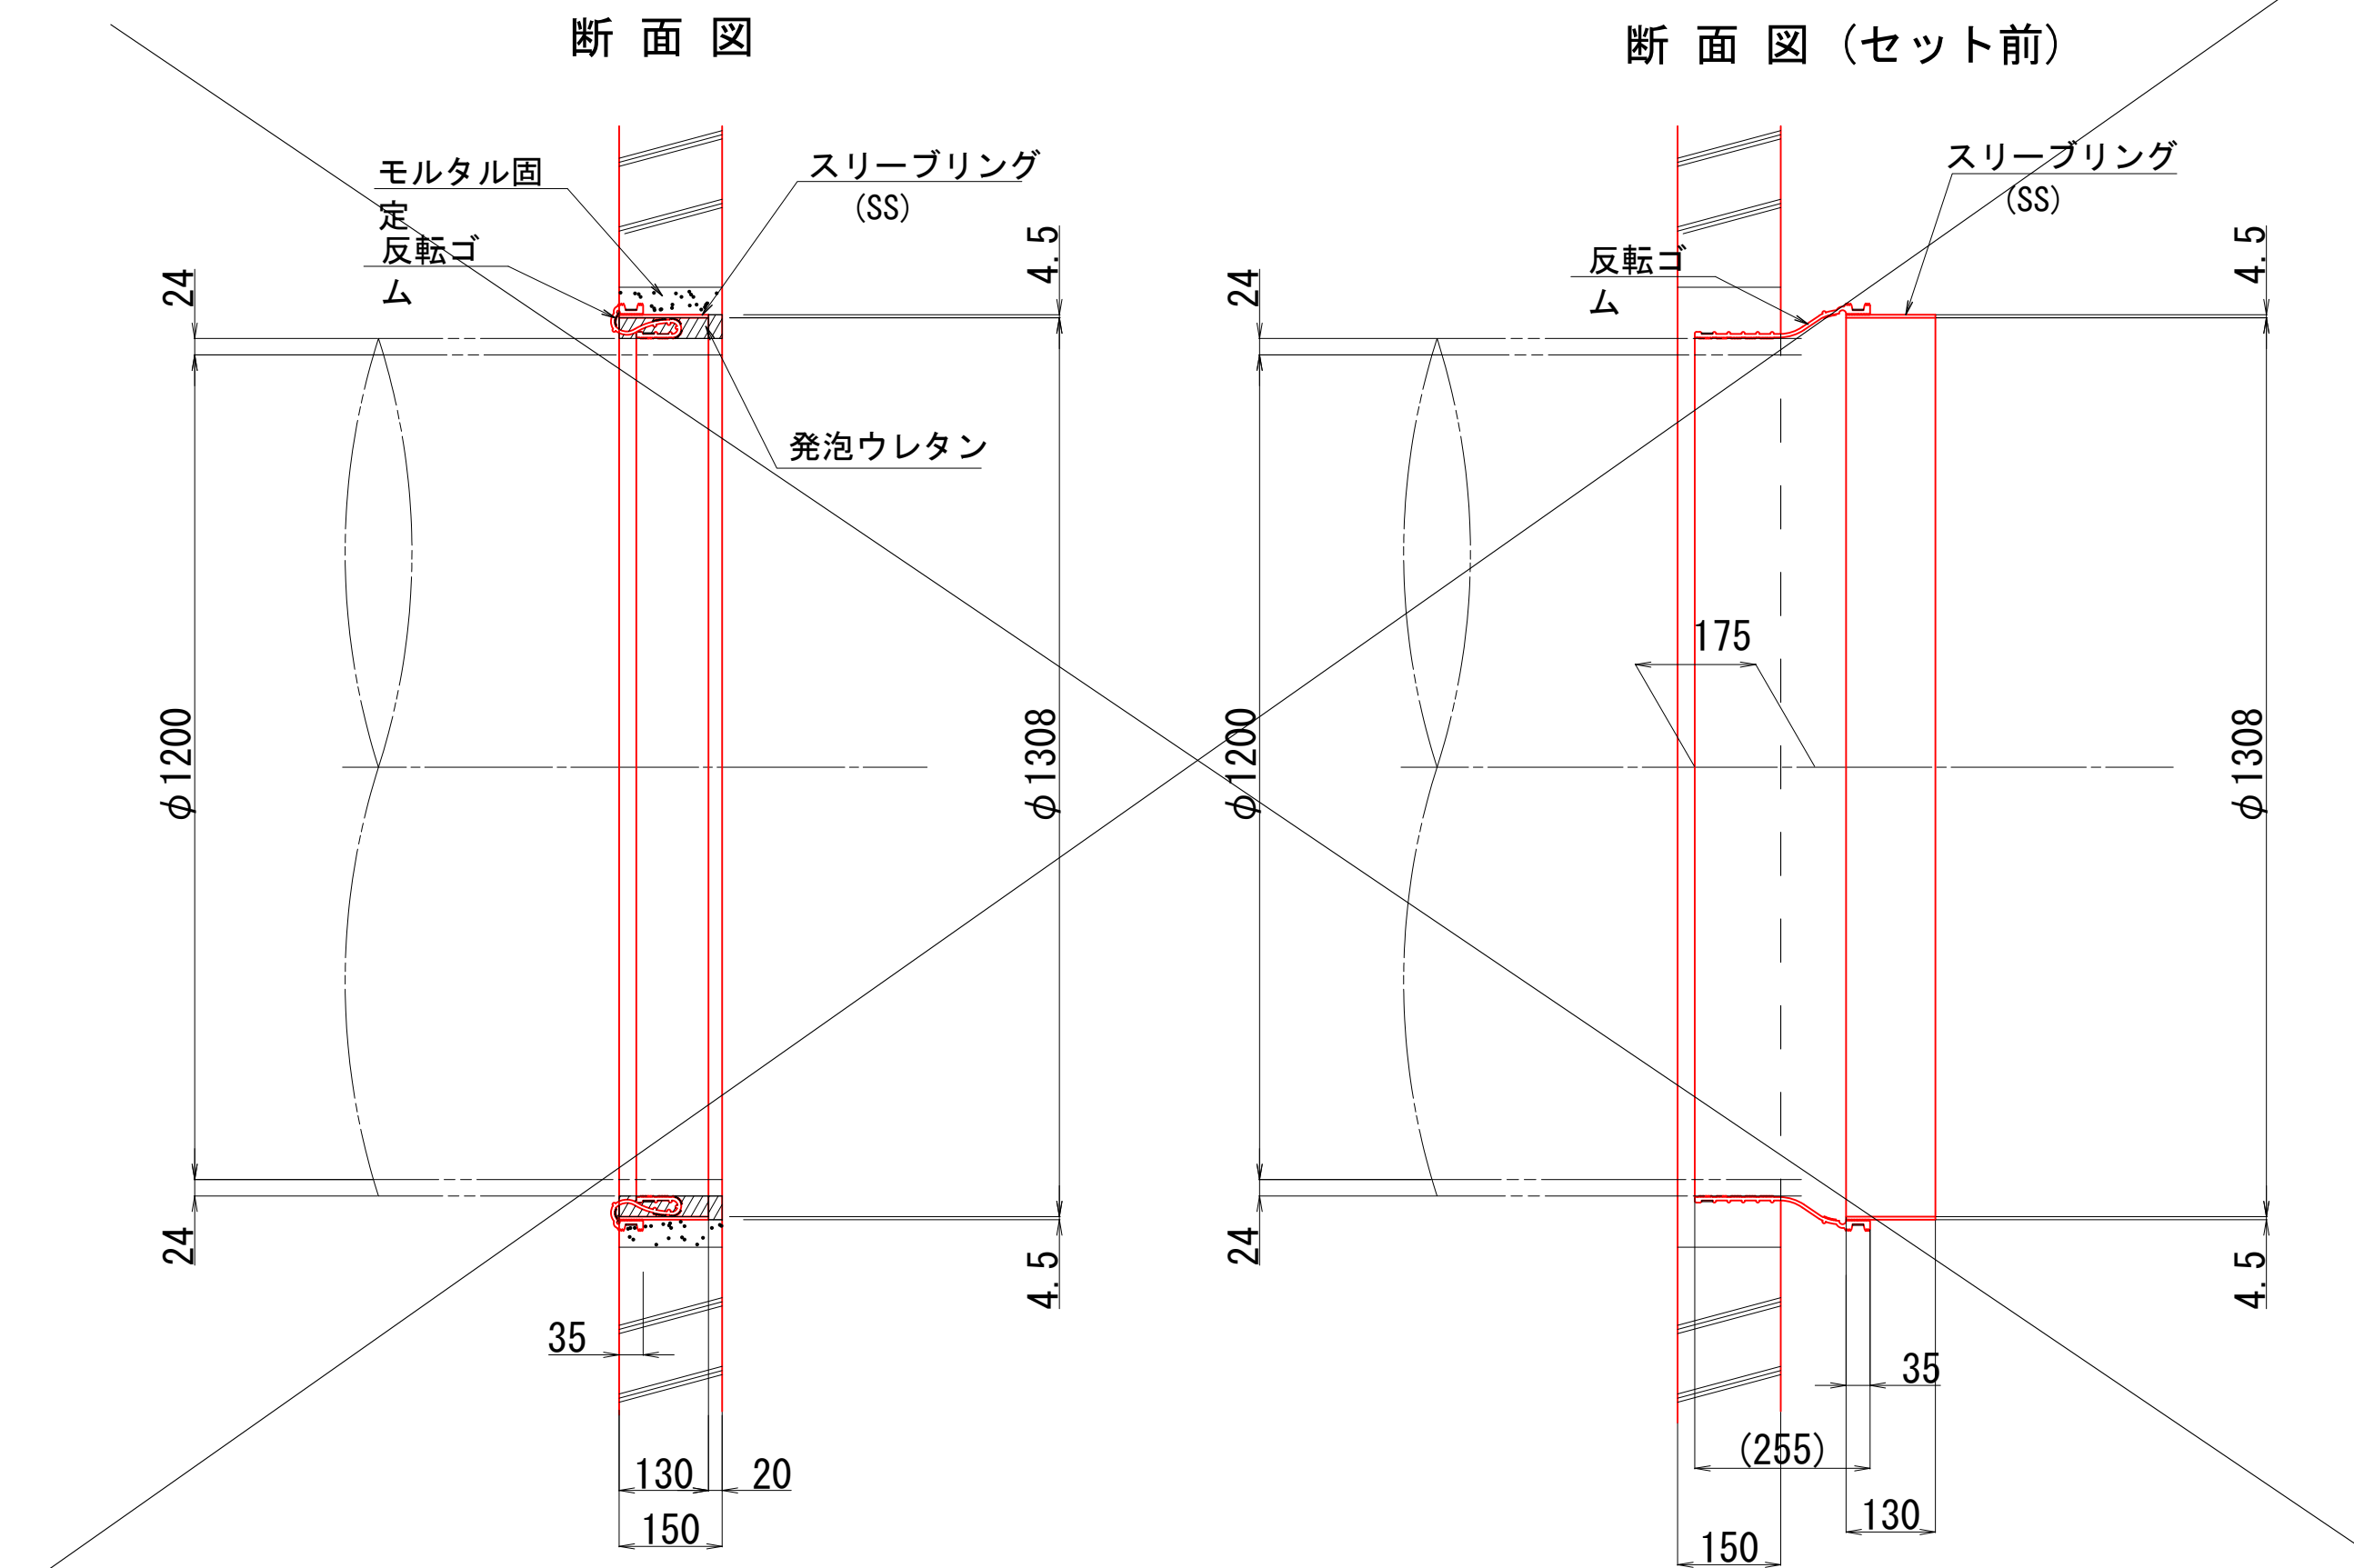 断面図
モルタル固
定
反転ゴ
ム
スリーブリング
(SS)
発泡ウレタン
24
φ1200
24
4.5
φ1308
4.5
35
130
20
150
断面図(セット前)
スリーブリング
(SS)
反転ゴ
ム
24
φ1200
24
175
4.5
φ1308
4.5
35
(255)
130
150